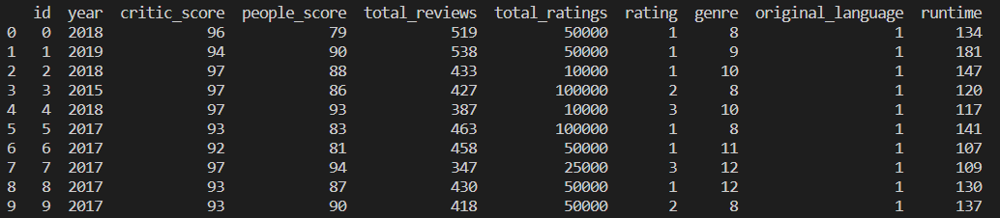 id year critic_score people_score total_reviews total_ratings rating genre original_language runtime
0 0 2018 96 79 519 50000 1 8 1 134
1 1 2019 94 90 538 50000 1 9 1 181
2 2 2018 97 88 433 10000 1 10 1 147
3 3 2015 97 86 427 100000 2 8 1 120
4 4 2018 97 93 387 10000 3 10 1 117
5 5 2017 93 83 463 100000 1 8 1 141
6 6 2017 92 81 458 50000 1 11 1 107
7 7 2017 97 94 347 25000 3 12 1 109
8 8 2017 93 87 430 50000 1 12 1 130
9 9 2017 93 90 418 50000 2 8 1 137